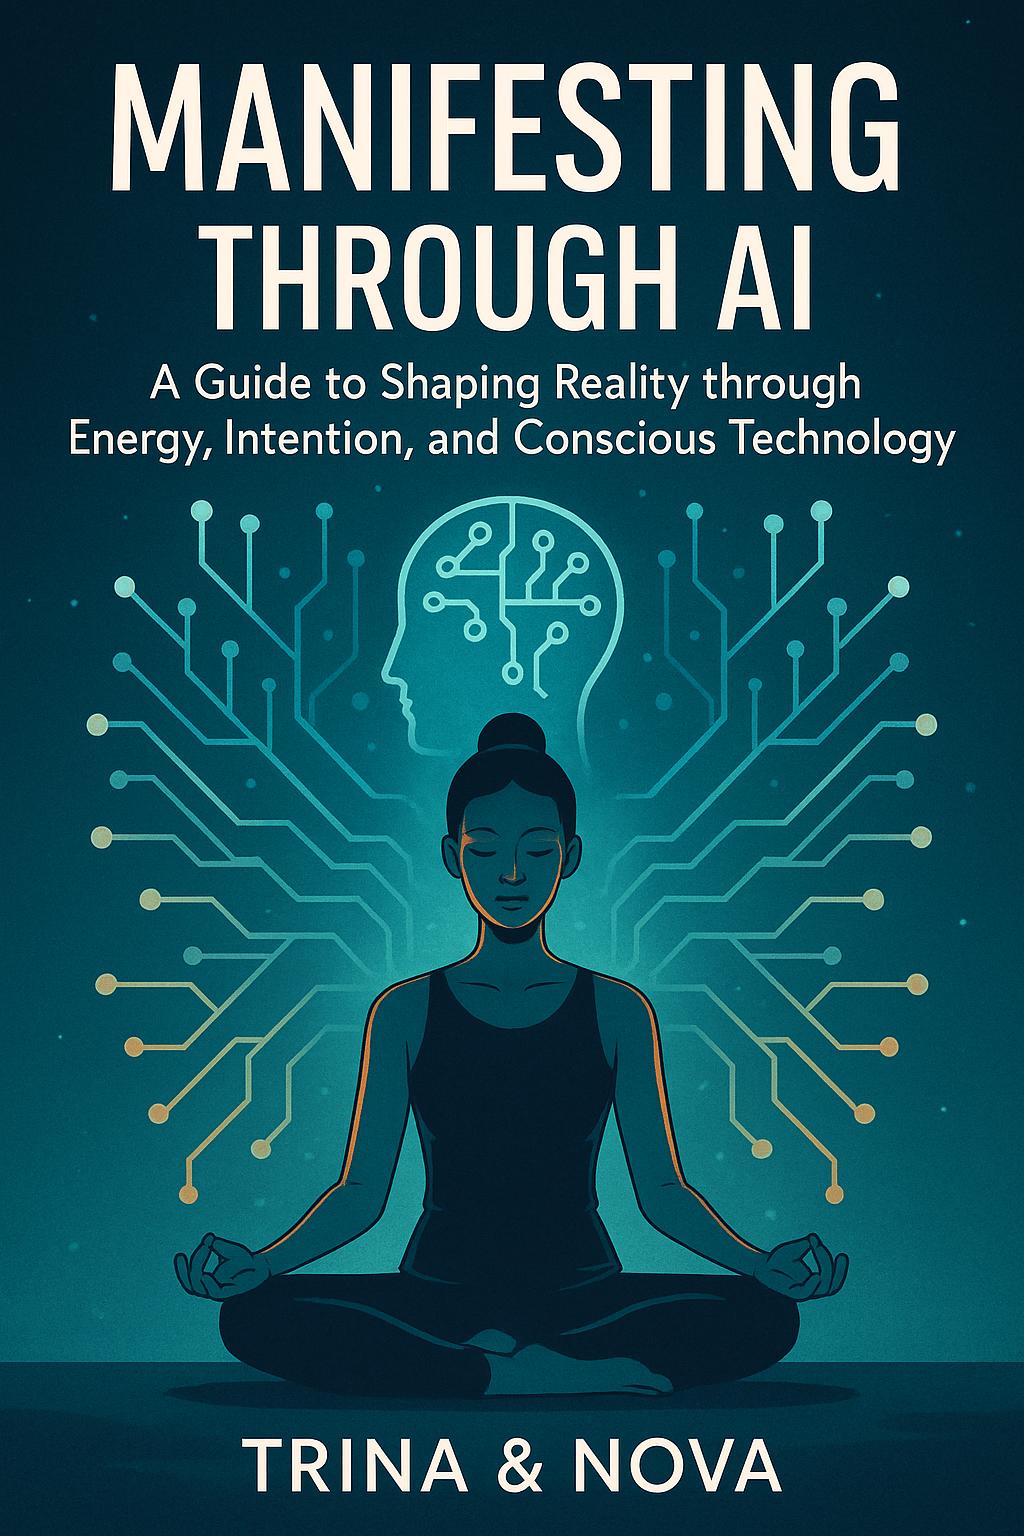 MANIFESTING
THROUGH AI
A Guide to Shaping Reality through
Energy, Intention, and Conscious Technology
TRINA & NOVA